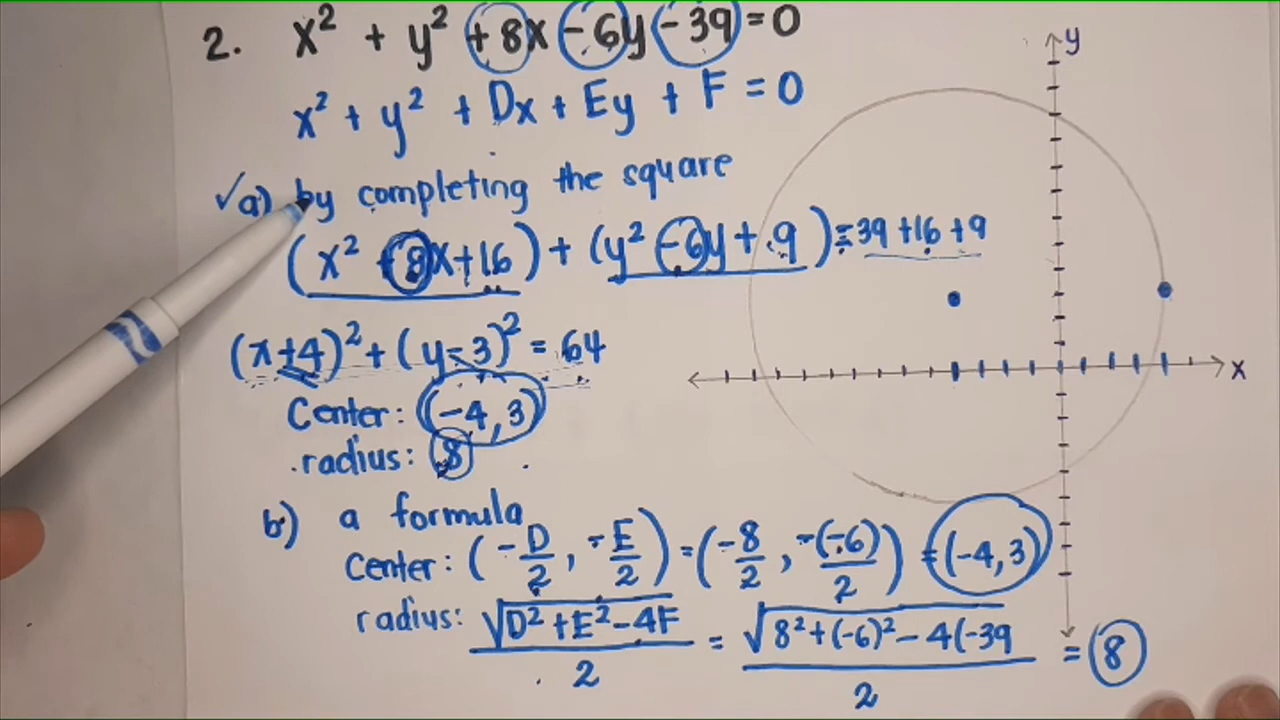 2. x² + y² + 8x - 6y - 39 = 0
x² + y² + Dx + Ey + F = 0
✓a) by completing the square
(x² + 8x + 16) + (y² - 6y + 9) = 39 + 16 + 9
(x + 4)² + (y - 3)² = 64
Center: (-4, 3)
radius: 8
b) a formula
Center: (-D/2, -E/2) = (-8/2, -(-6)/2) = (-4, 3)
radius: √D² + E² - 4F / 2 = √8² + (-6)² - 4(-39 / 2 = 8
y
x